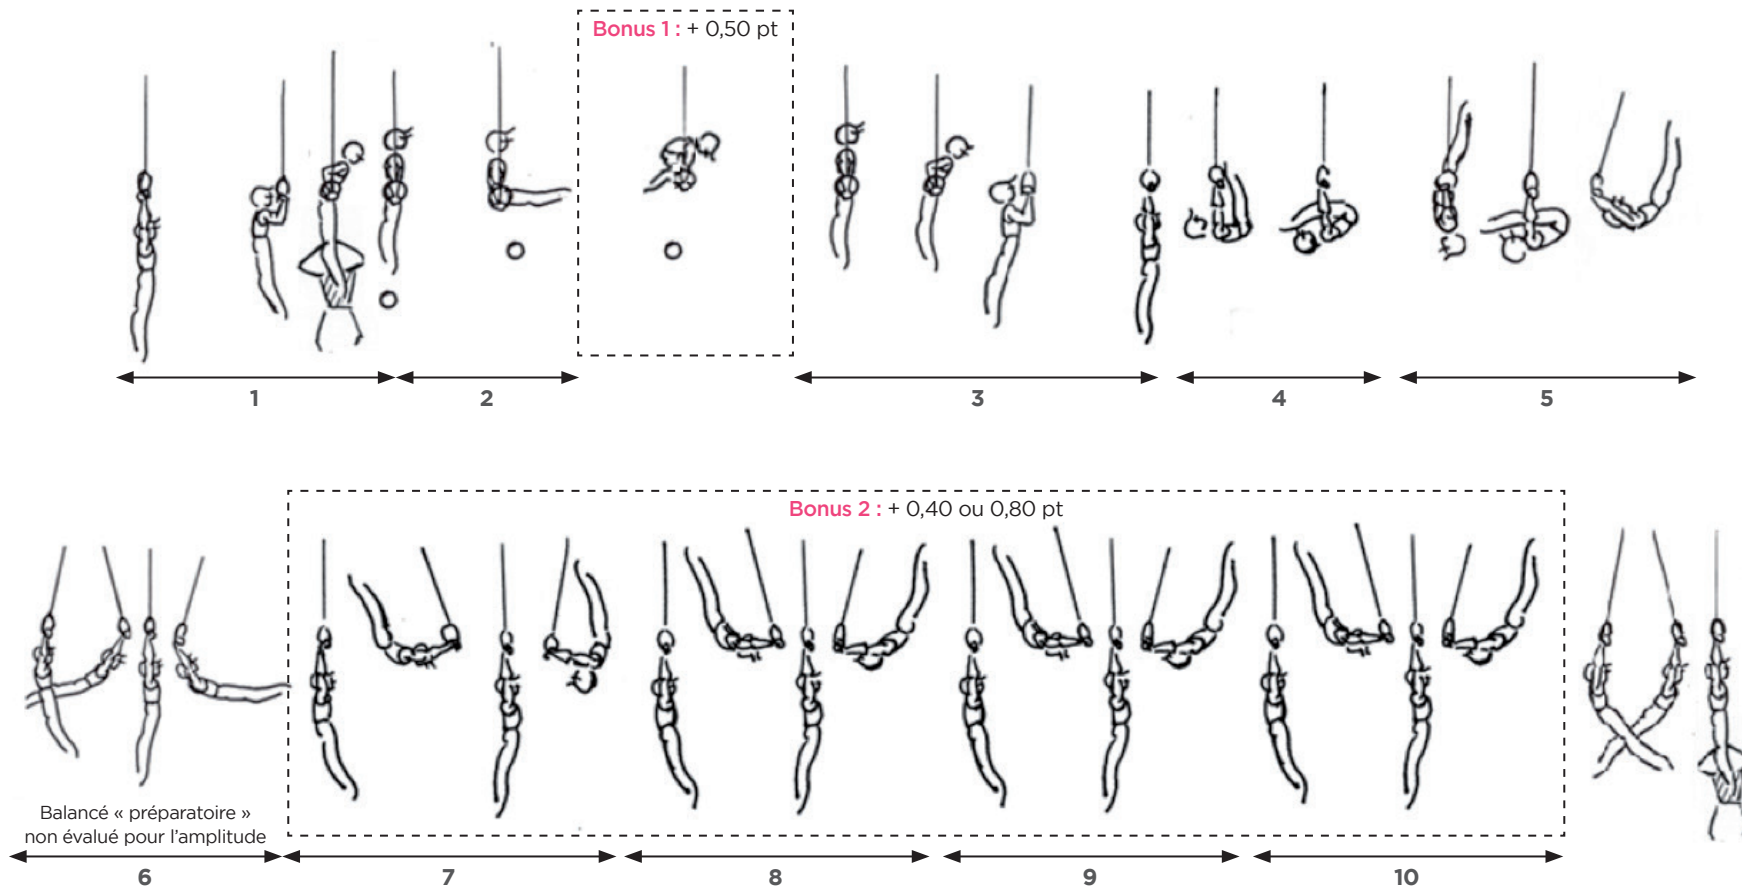 Bonus 1 : + 0,50 pt
1
2
3
4
5
Bonus 2 : + 0,40 ou 0,80 pt
Balancé « préparatoire »
non évalué pour l’amplitude
6
7
8
9
10